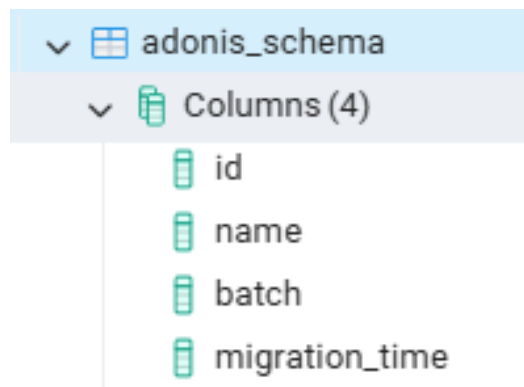 adonis_schema
Columns (4)
id
name
batch
migration_time